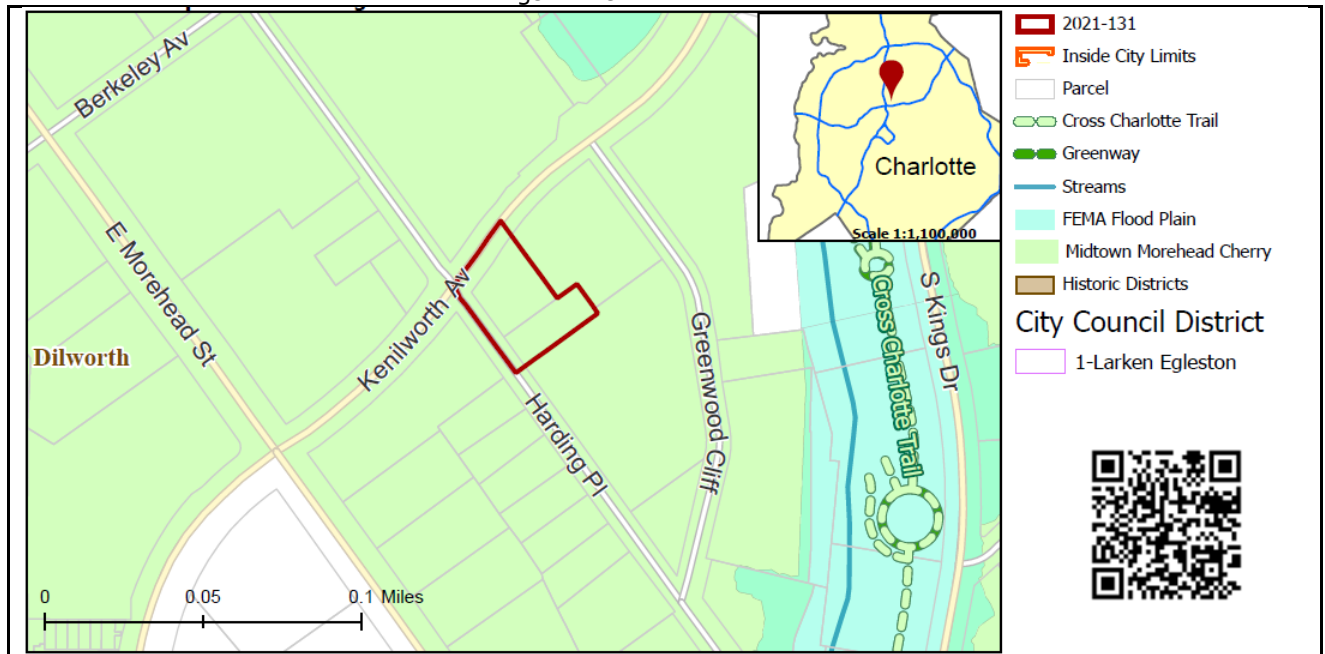 Berkeley Av
E Morehead St
Dilworth
Kenilworth Av
Harding Pl
Greenwood Cliff
Cross Charlotte Trail
S Kings Dr
0 0.05 0.1 Miles
Charlotte
Scale 1:1,100,000
2021-131
Inside City Limits
Parcel
Cross Charlotte Trail
Greenway
Streams
FEMA Flood Plain
Midtown Morehead Cherry
Historic Districts
City Council District
1-Larken Egleston